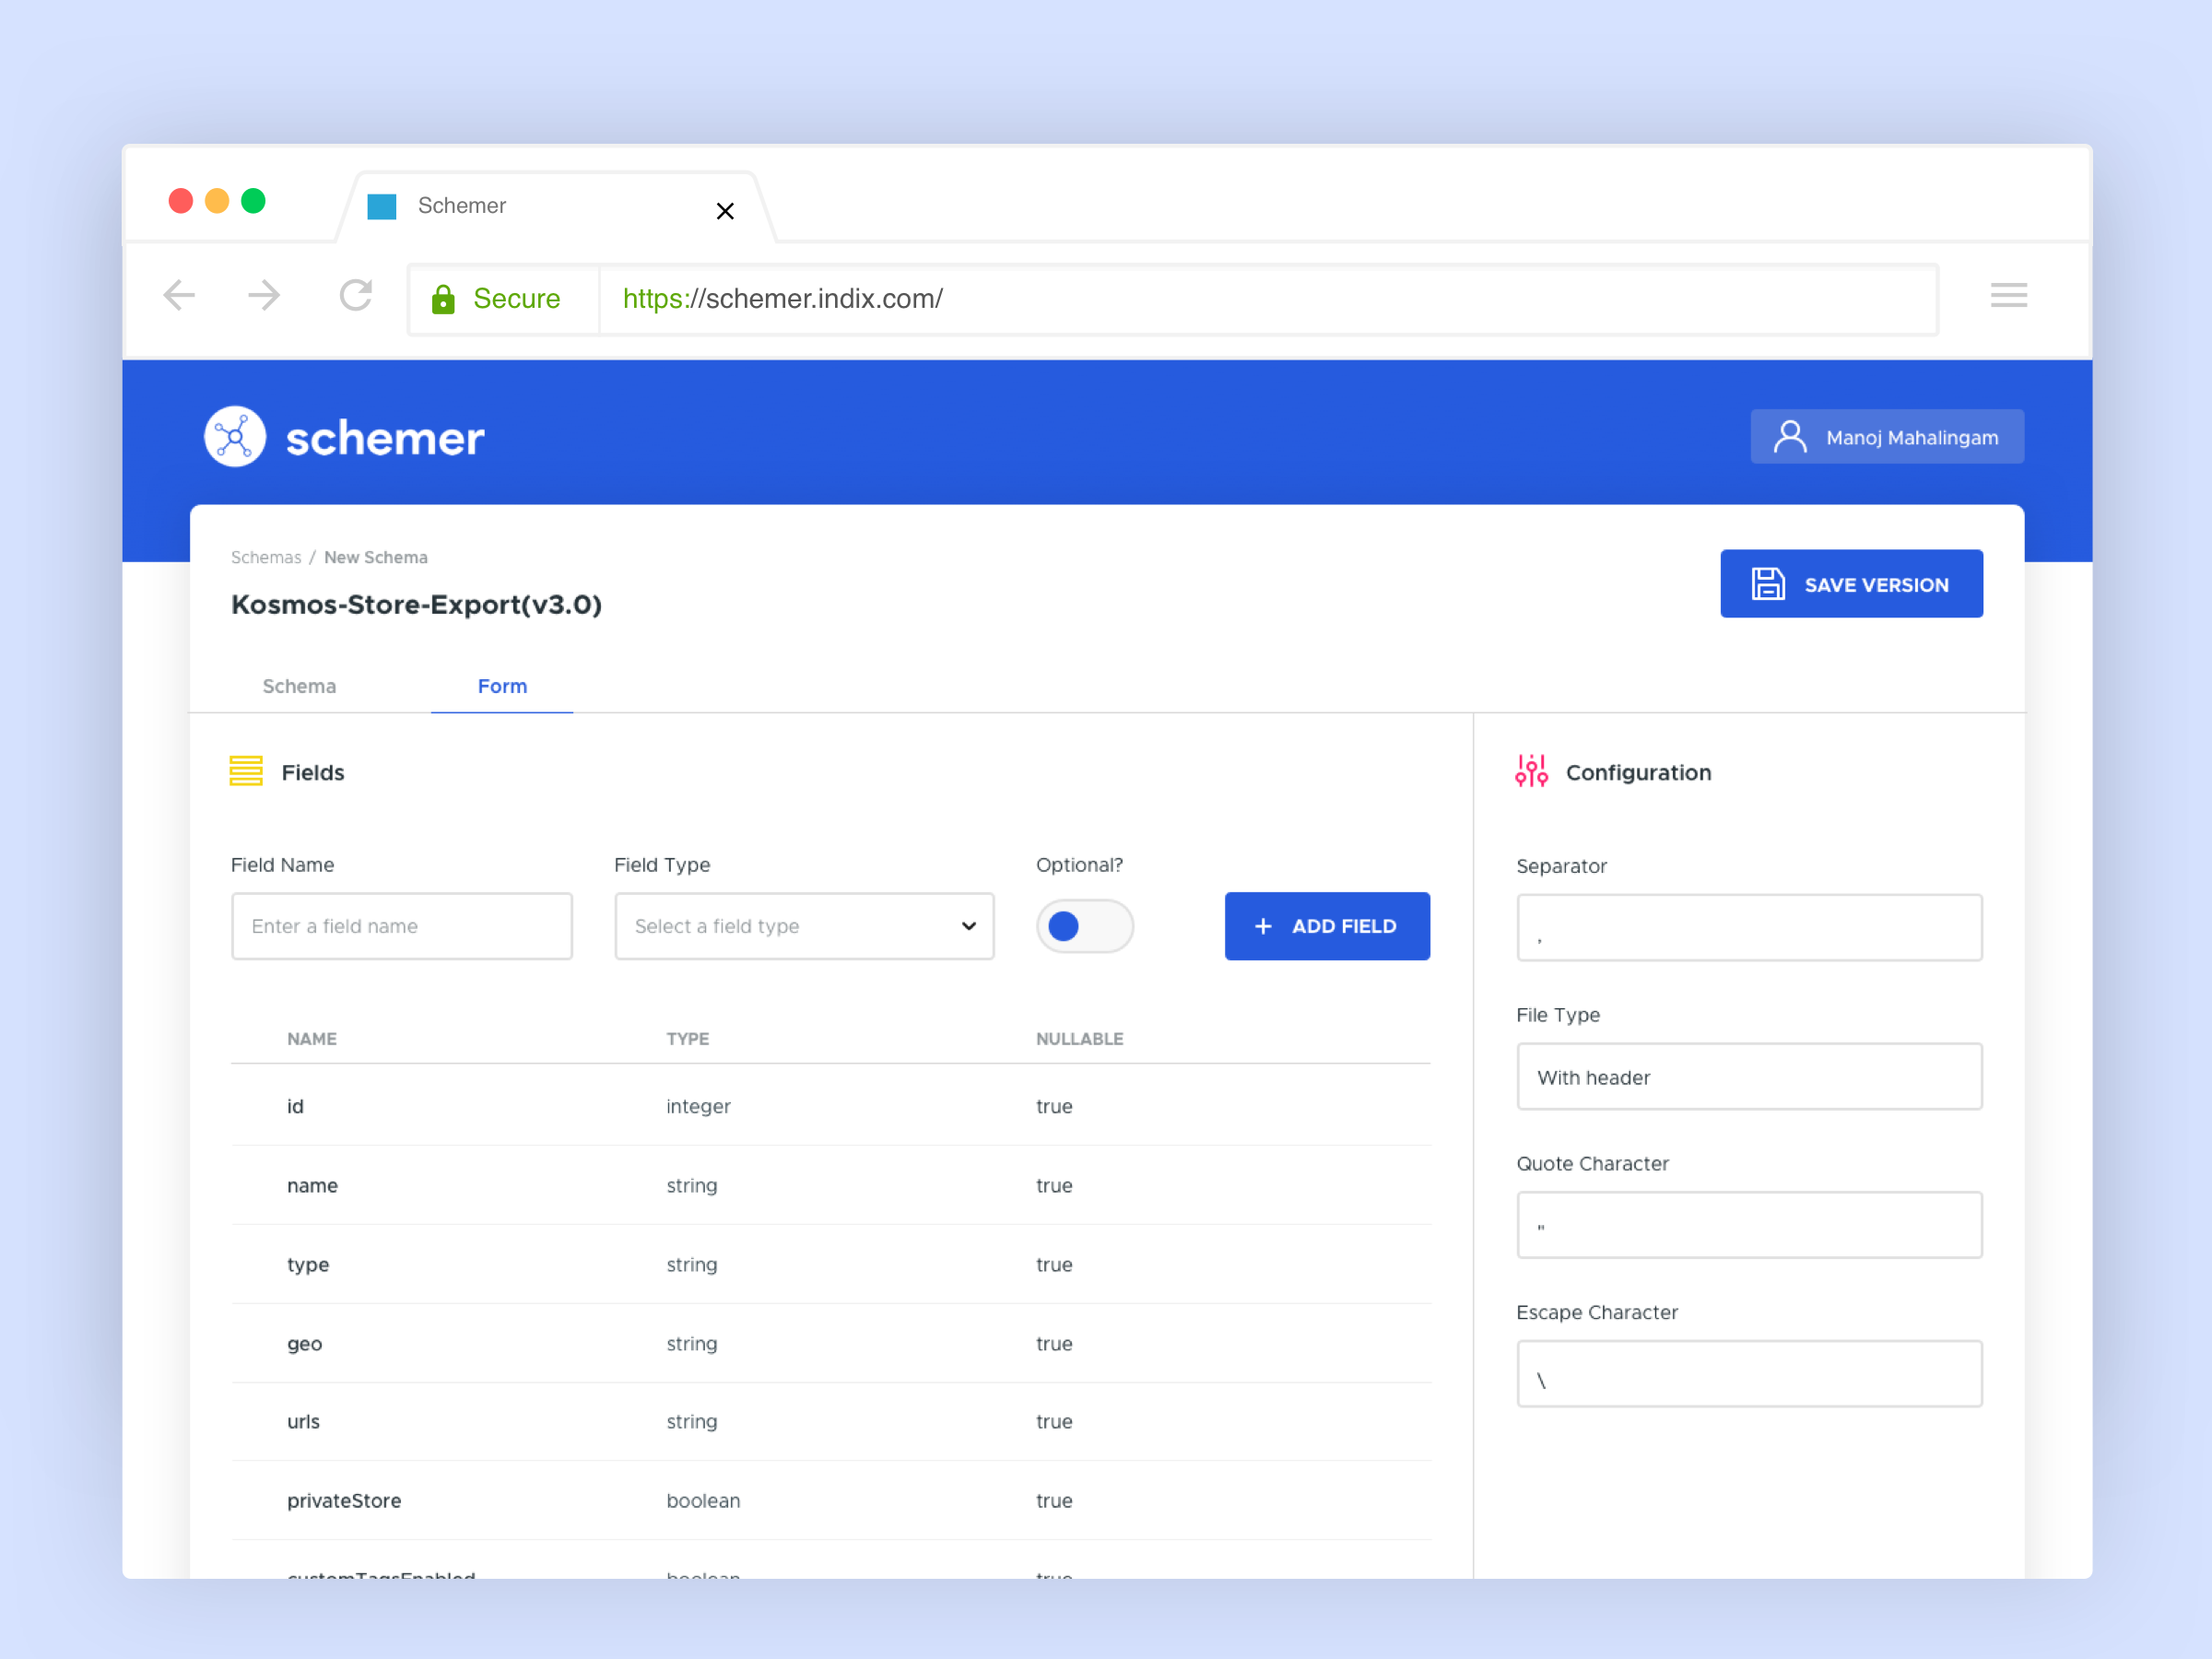 Schemer
Secure https://schemer.indix.com/
schemer
Manoj Mahalingam
Schemas / New Schema
Kosmos-Store-Export(v3.0)
SAVE VERSION
Schema Form
Fields
Field Name Field Type Optional?
Enter a field name Select a field type + ADD FIELD
NAME TYPE NULLABLE
id integer true
name string true
type string true
geo string true
urls string true
privateStore boolean true
customTagsEnabled boolean true
Configuration
Separator
,
File Type
With header
Quote Character
"
Escape Character
\